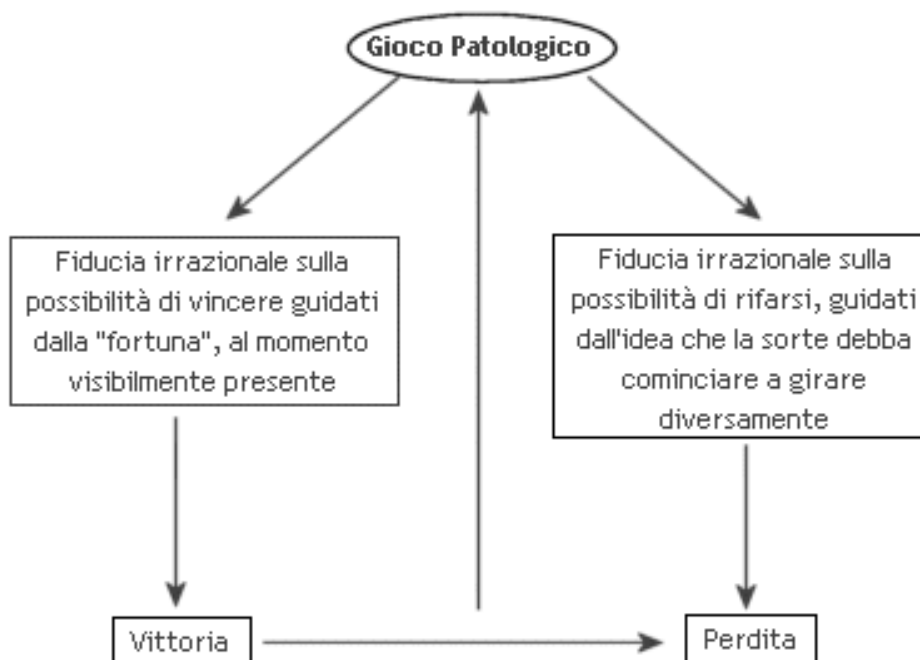 Gioco Patologico
Fiducia irrazionale sulla
possibilità di vincere guidati
dalla "fortuna", al momento
visibilmente presente
Fiducia irrazionale sulla
possibilità di rifarsi, guidati
dall'idea che la sorte debba
cominciare a girare
diversamente
Vittoria
Perdita